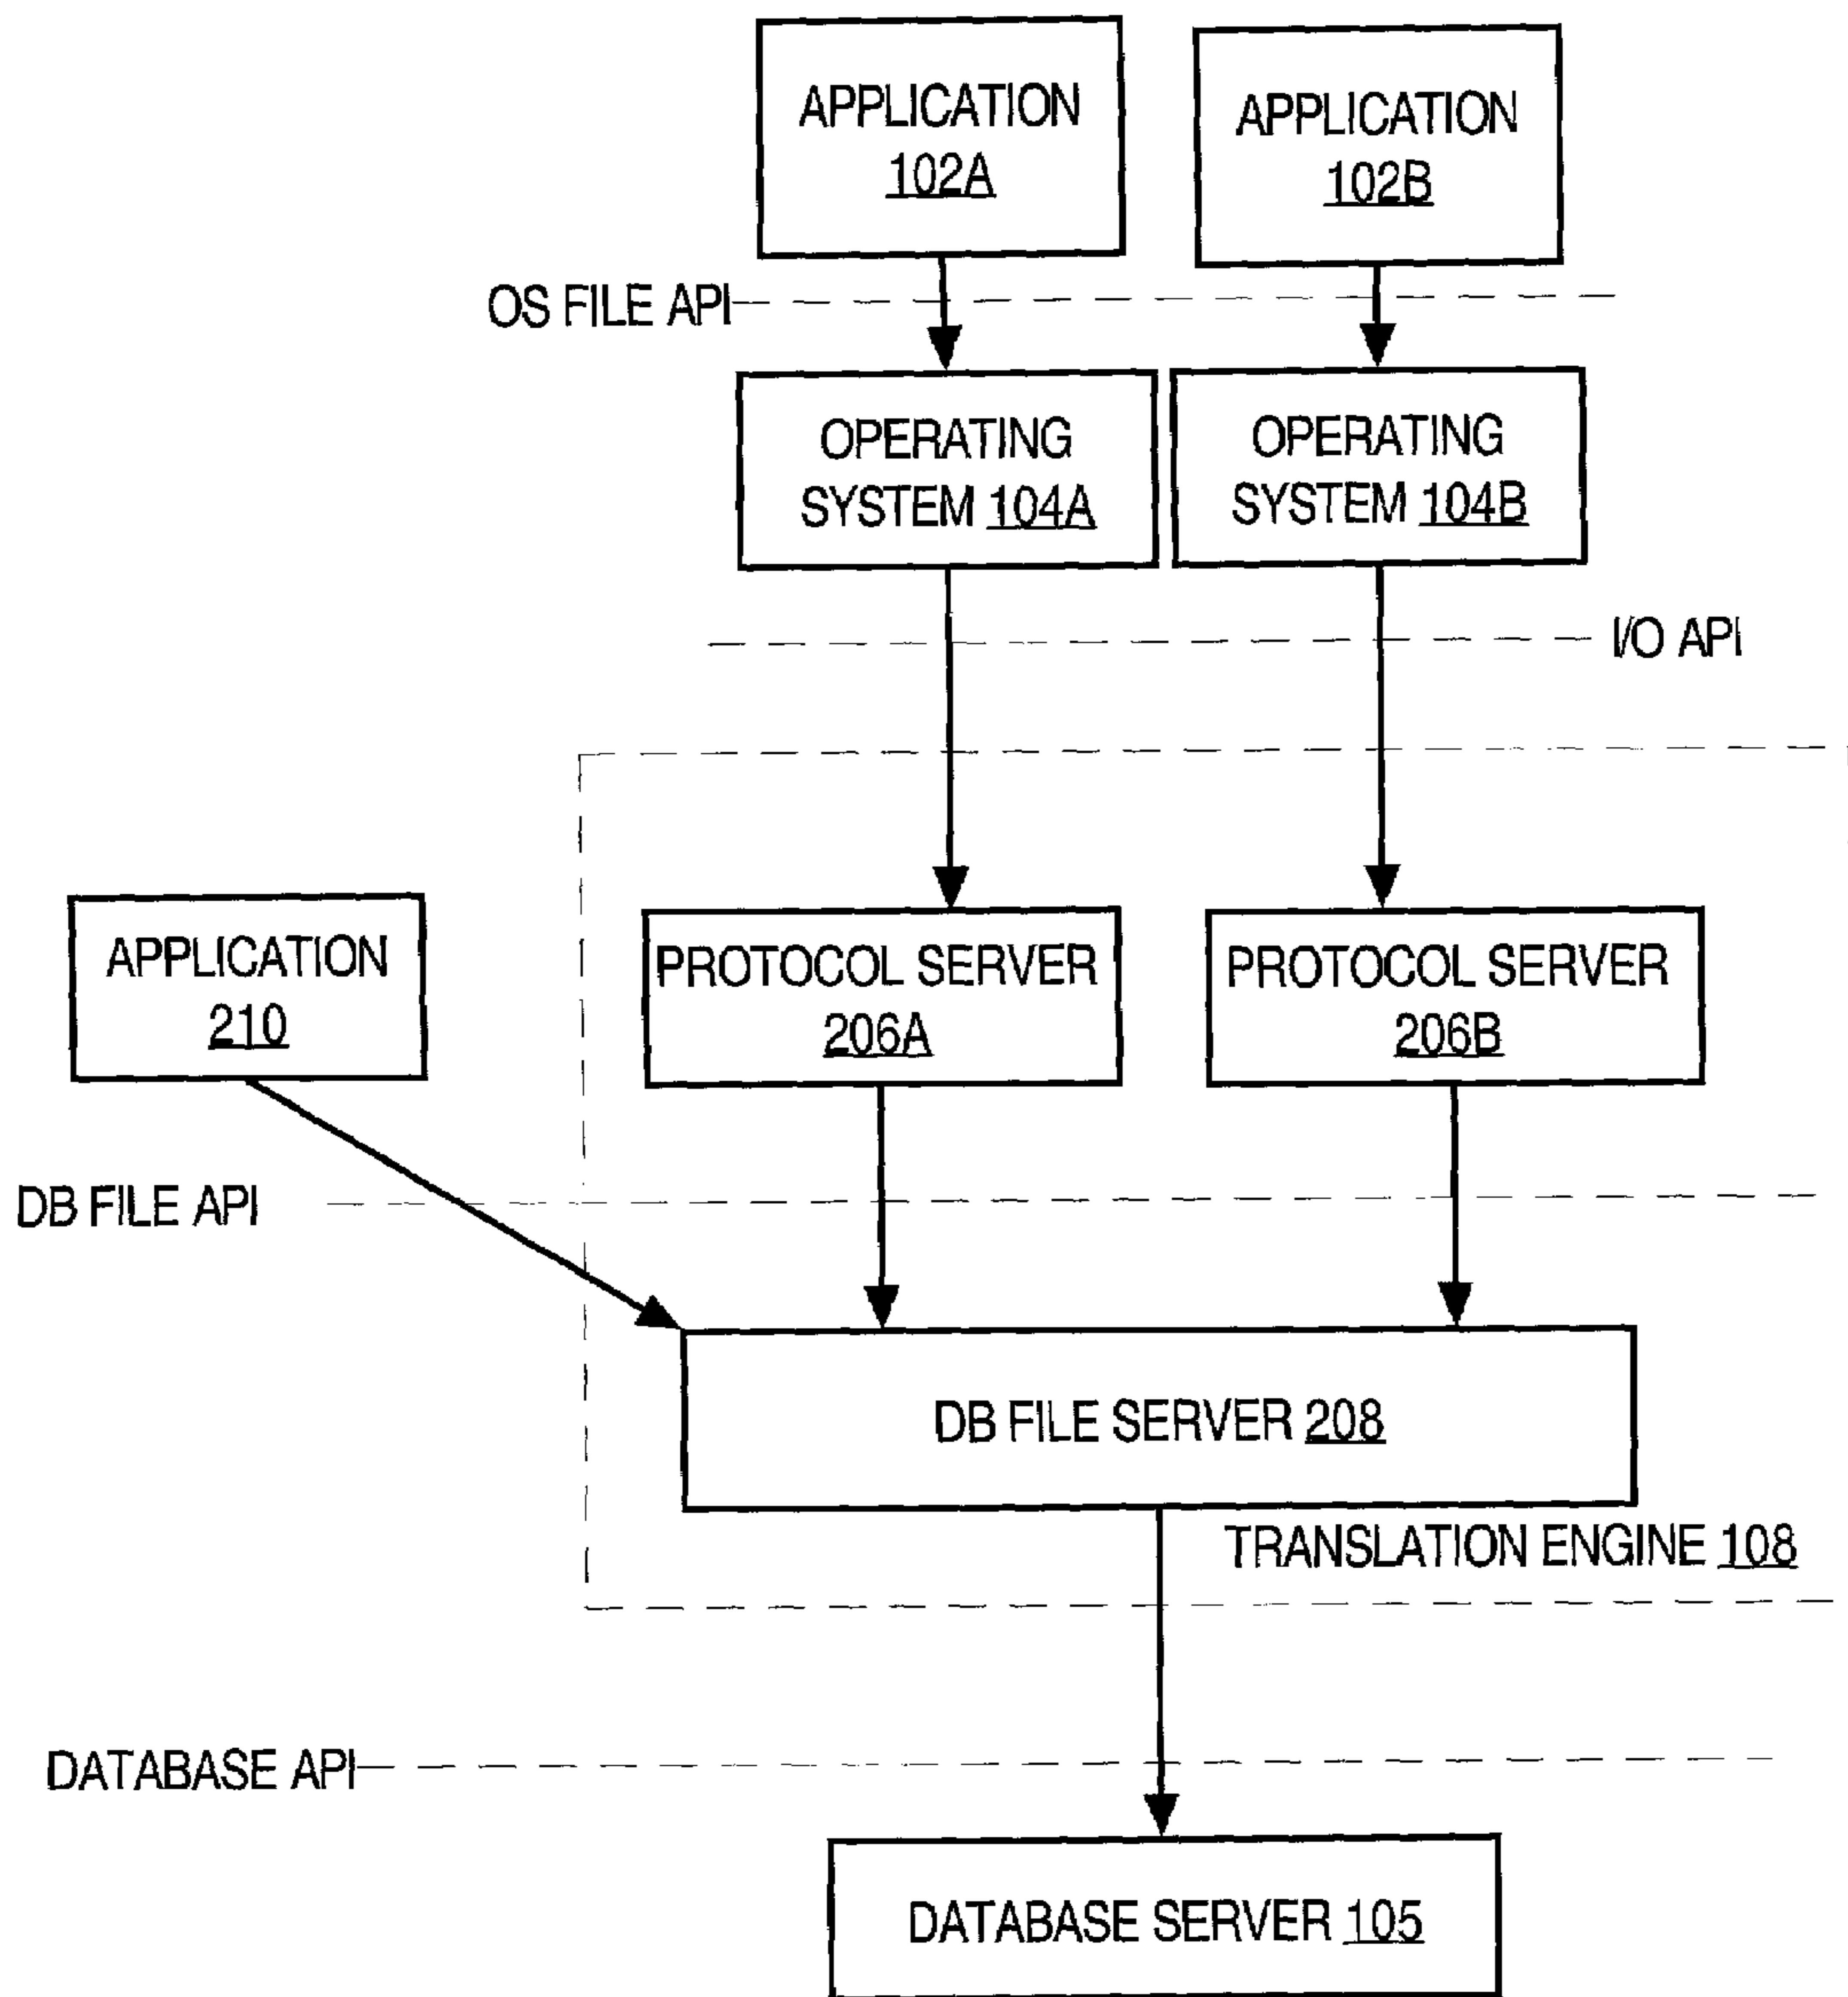 APPLICATION
102A
APPLICATION
102B
OS FILE API
OPERATING
SYSTEM 104A
OPERATING
SYSTEM 104B
I/O API
APPLICATION
210
PROTOCOL SERVER
206A
PROTOCOL SERVER
206B
DB FILE API
DB FILE SERVER 208
TRANSLATION ENGINE 108
DATABASE API
DATABASE SERVER 105